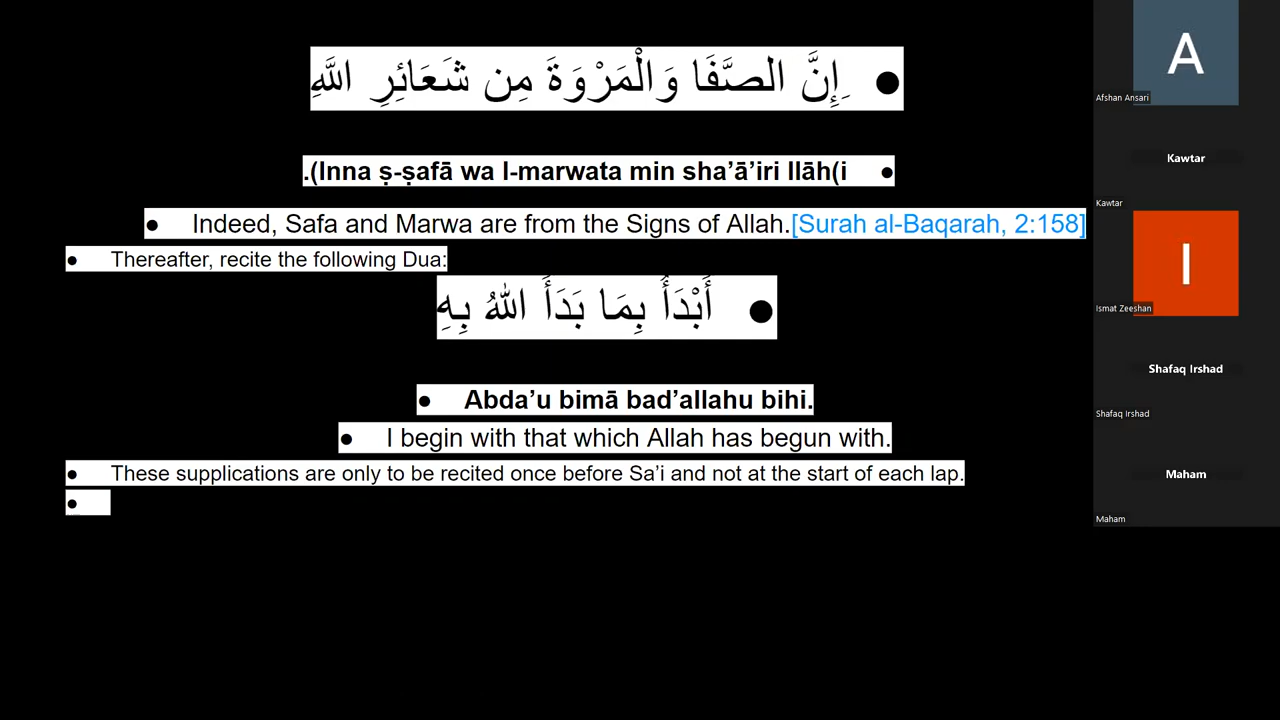 ● ِإِنَّ الصَّفَا وَالْمَرْوَةَ مِن شَعَائِرِ اللَّهِ
.(Inna ṣ-ṣafā wa l-marwata min sha’ā’iri llāh(i ●
● Indeed, Safa and Marwa are from the Signs of Allah.[Surah al-Baqarah, 2:158]
● Thereafter, recite the following Dua:
● أَبْدَأُ بِمَا بَدَأَ اللهُ بِهِ
● Abda’u bimā bad’allahu bihi.
● I begin with that which Allah has begun with.
● These supplications are only to be recited once before Sa’i and not at the start of each lap.
●
A
Afshan Ansari
Kawtar
Kawtar
I
Ismat Zeeshan
Shafaq Irshad
Shafaq Irshad
Maham
Maham